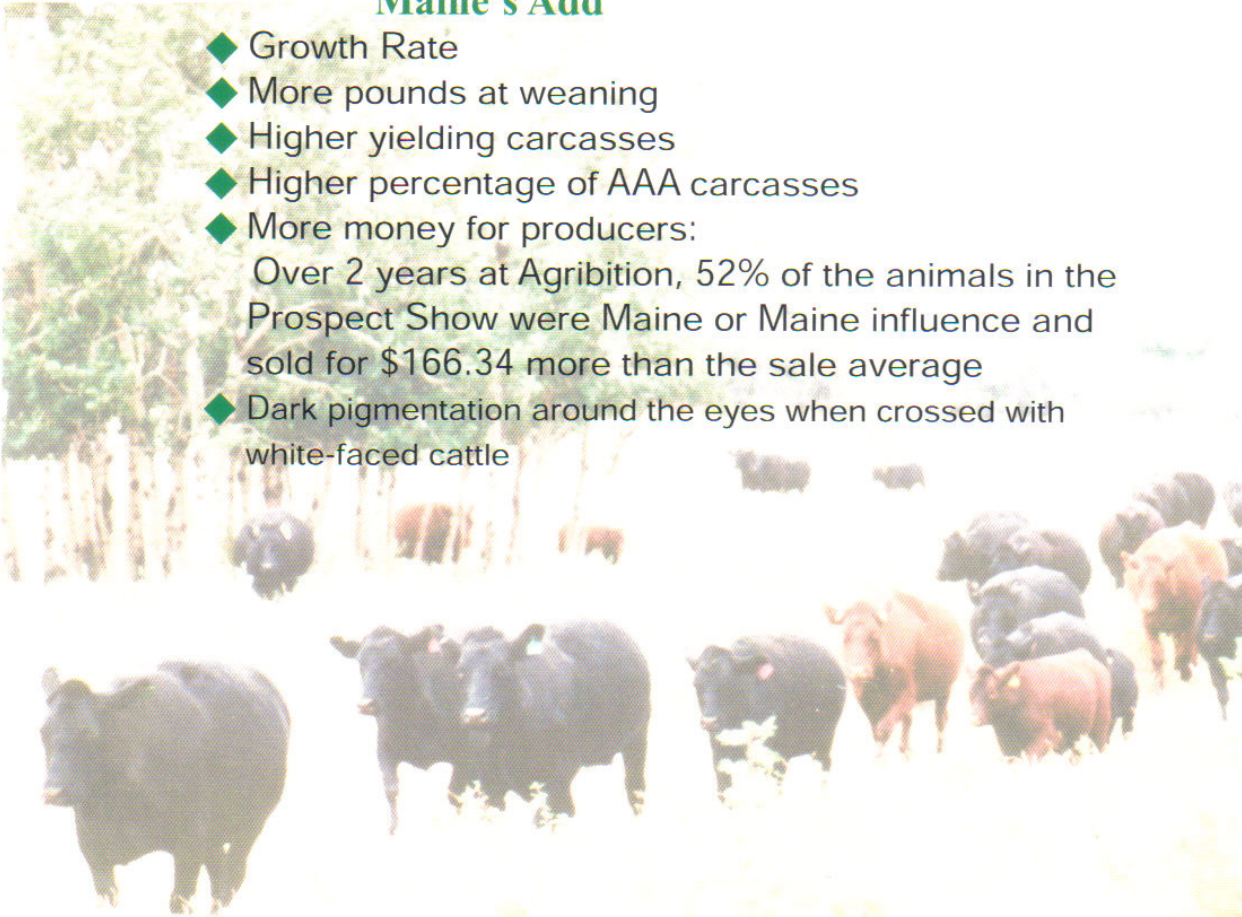 Maine's Add
◆ Growth Rate
◆ More pounds at weaning
◆ Higher yielding carcasses
◆ Higher percentage of AAA carcasses
◆ More money for producers:
Over 2 years at Agribition, 52% of the animals in the
Prospect Show were Maine or Maine influence and
sold for $166.34 more than the sale average
◆ Dark pigmentation around the eyes when crossed with
white-faced cattle